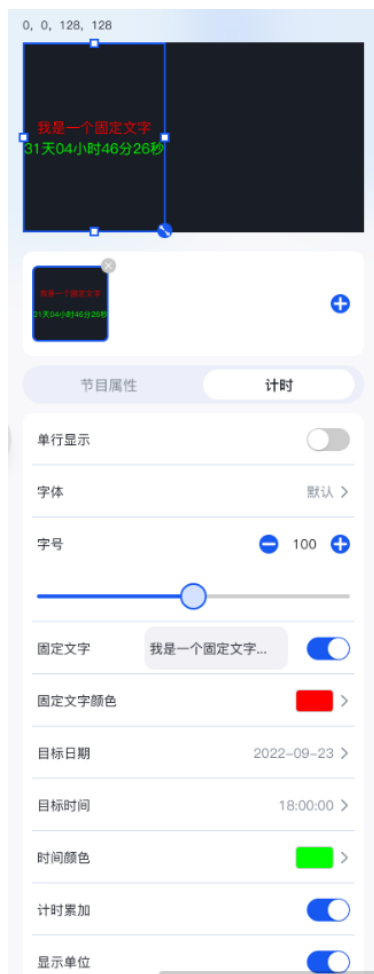 0, 0, 128, 128
我是一个固定文字
31天04小时46分26秒
我是一个固定文字
31天04小时46分26秒
节目属性 计时
单行显示
字体 默认
字号 100
固定文字 我是一个固定文字...
固定文字颜色
目标日期 2022-09-23
目标时间 18:00:00
时间颜色
计时累加
显示单位